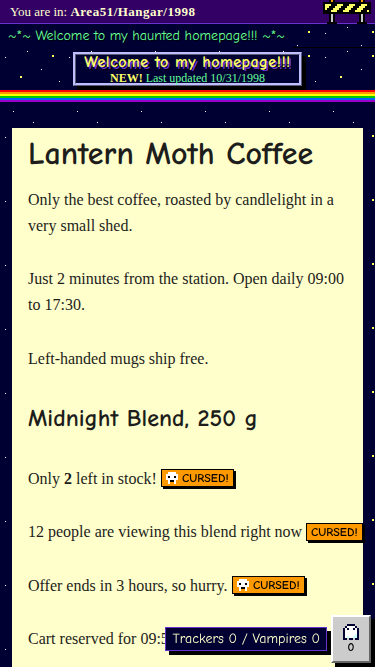 You are in: Area51/Hangar/1998
~*~ Welcome to my haunted homepage!!! ~*~
Welcome to my homepage!!!
NEW! Last updated 10/31/1998
Lantern Moth Coffee
Only the best coffee, roasted by candlelight in a
very small shed.
Just 2 minutes from the station. Open daily 09:00
to 17:30.
Left-handed mugs ship free.
Midnight Blend, 250 g
Only 2 left in stock! CURSED!
12 people are viewing this blend right now CURSED!
Offer ends in 3 hours, so hurry. CURSED!
Cart reserved for
Trackers 0 / Vampires 0
0